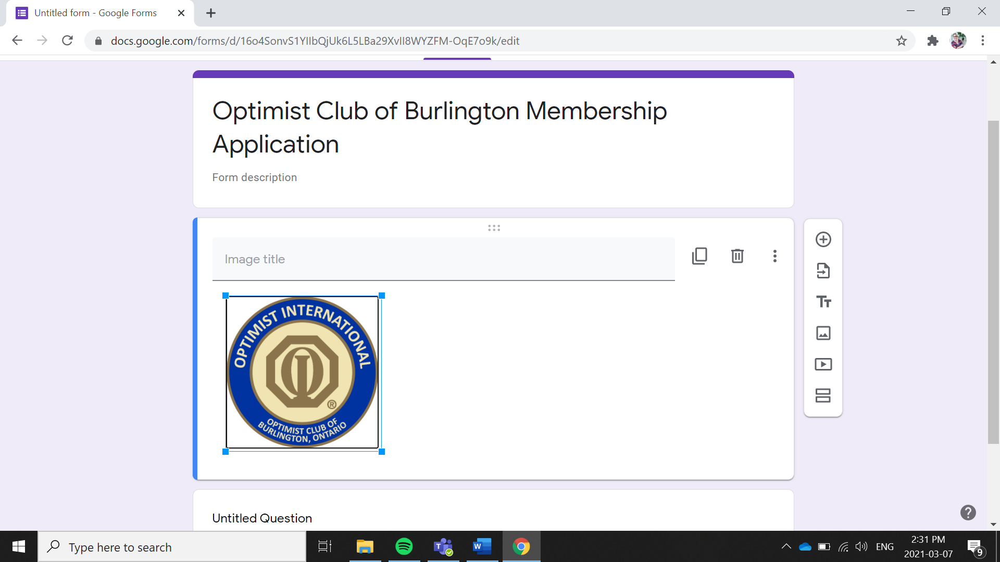 Untitled form - Google Forms
docs.google.com/forms/d/16o4SonvS1YIIbQjUk6L5LBa29XvII8WYZFM-OqE7o9k/edit
Optimist Club of Burlington Membership
Application
Form description
Image title
OPTIMIST INTERNATIONAL
®
OPTIMIST CLUB OF
BURLINGTON, ONTARIO
Untitled Question
Type here to search
ENG
2:31 PM
2021-03-07
9